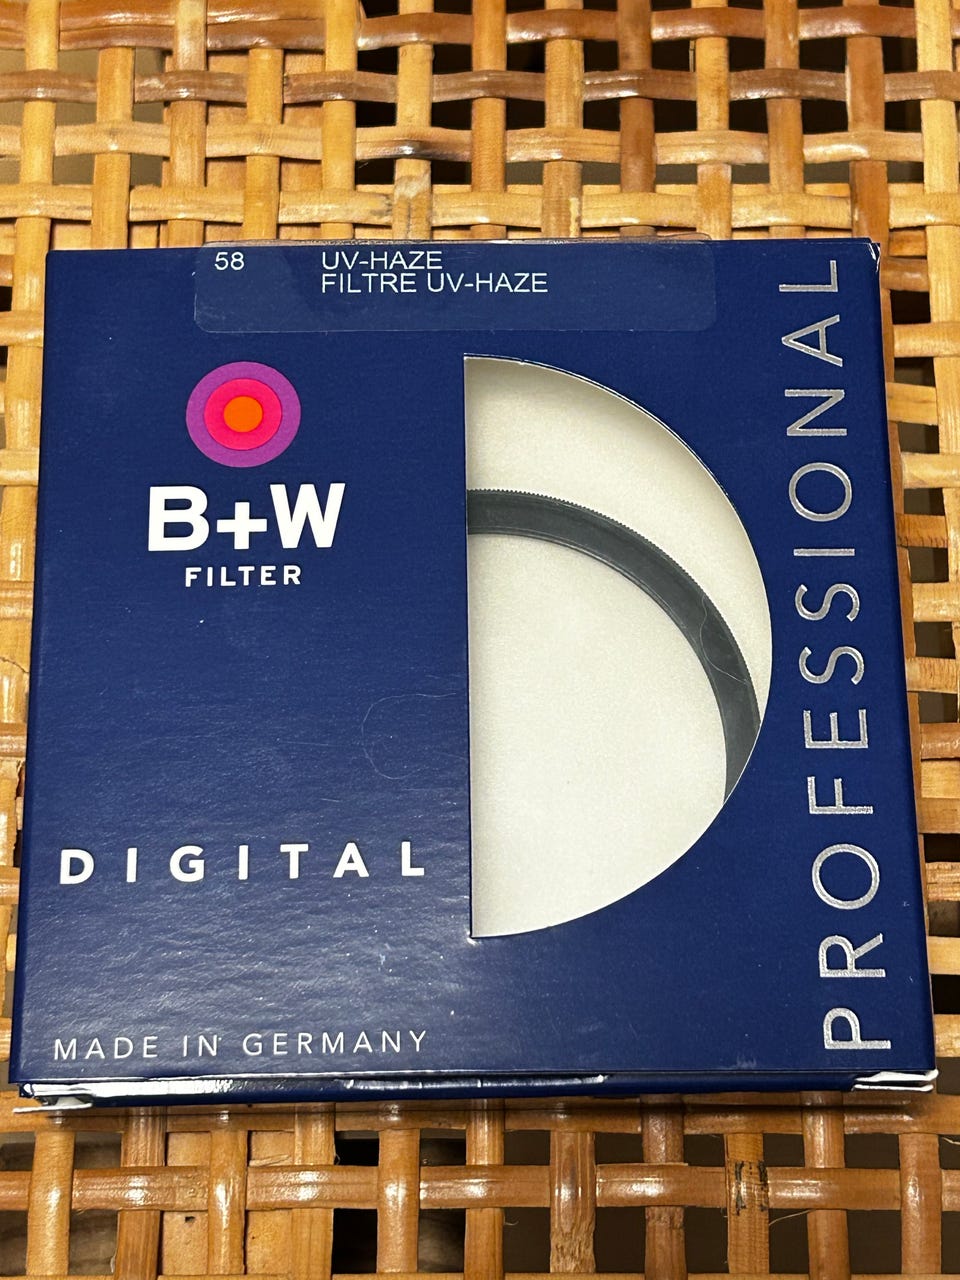 58 UV-HAZE
FILTRE UV-HAZE
B+W
FILTER
DIGITAL
MADE IN GERMANY
PROFESSIONAL